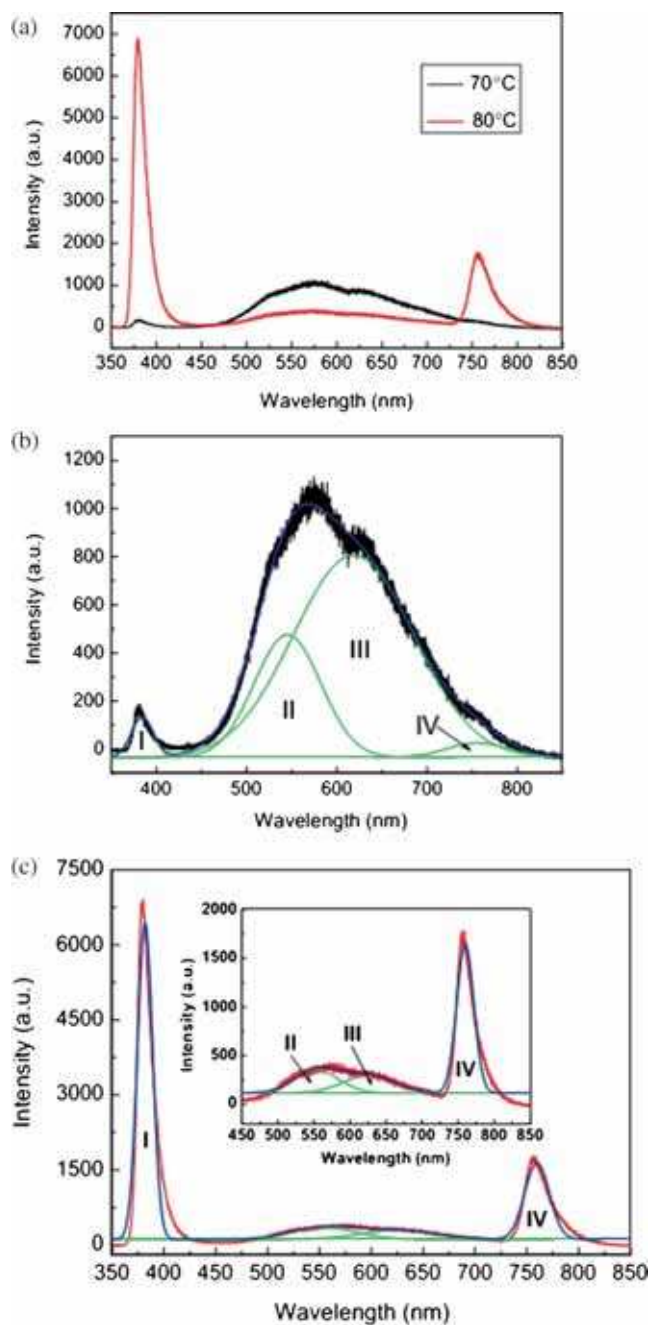 (a)
7000
6000
5000
4000
3000
2000
1000
0
Intensity (a.u.)
70°C
80°C
350 400 450 500 550 600 650 700 750 800 850
Wavelength (nm)
(b)
1200
1000
800
600
400
200
0
Intensity (a.u.)
I
II
III
IV
400 500 600 700 800
Wavelength (nm)
(c)
7500
6000
4500
3000
1500
0
Intensity (a.u.)
I
IV
2000
1500
1000
500
0
Intensity (a.u.)
II
III
IV
450 500 550 600 650 700 750 800 850
Wavelength (nm)
350 400 450 500 550 600 650 700 750 800 850
Wavelength (nm)